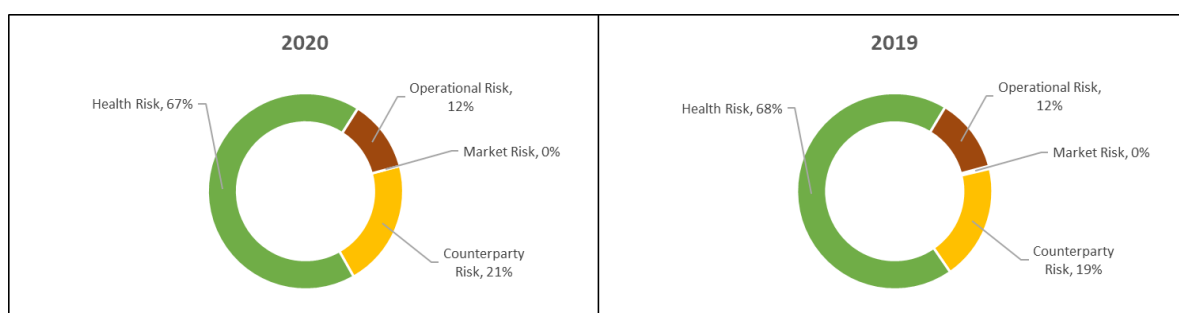 2020
Operational Risk,
12%
Health Risk, 67%
Market Risk, 0%
Counterparty
Risk, 21%
2019
Operational Risk,
12%
Health Risk, 68%
Market Risk, 0%
Counterparty
Risk, 19%